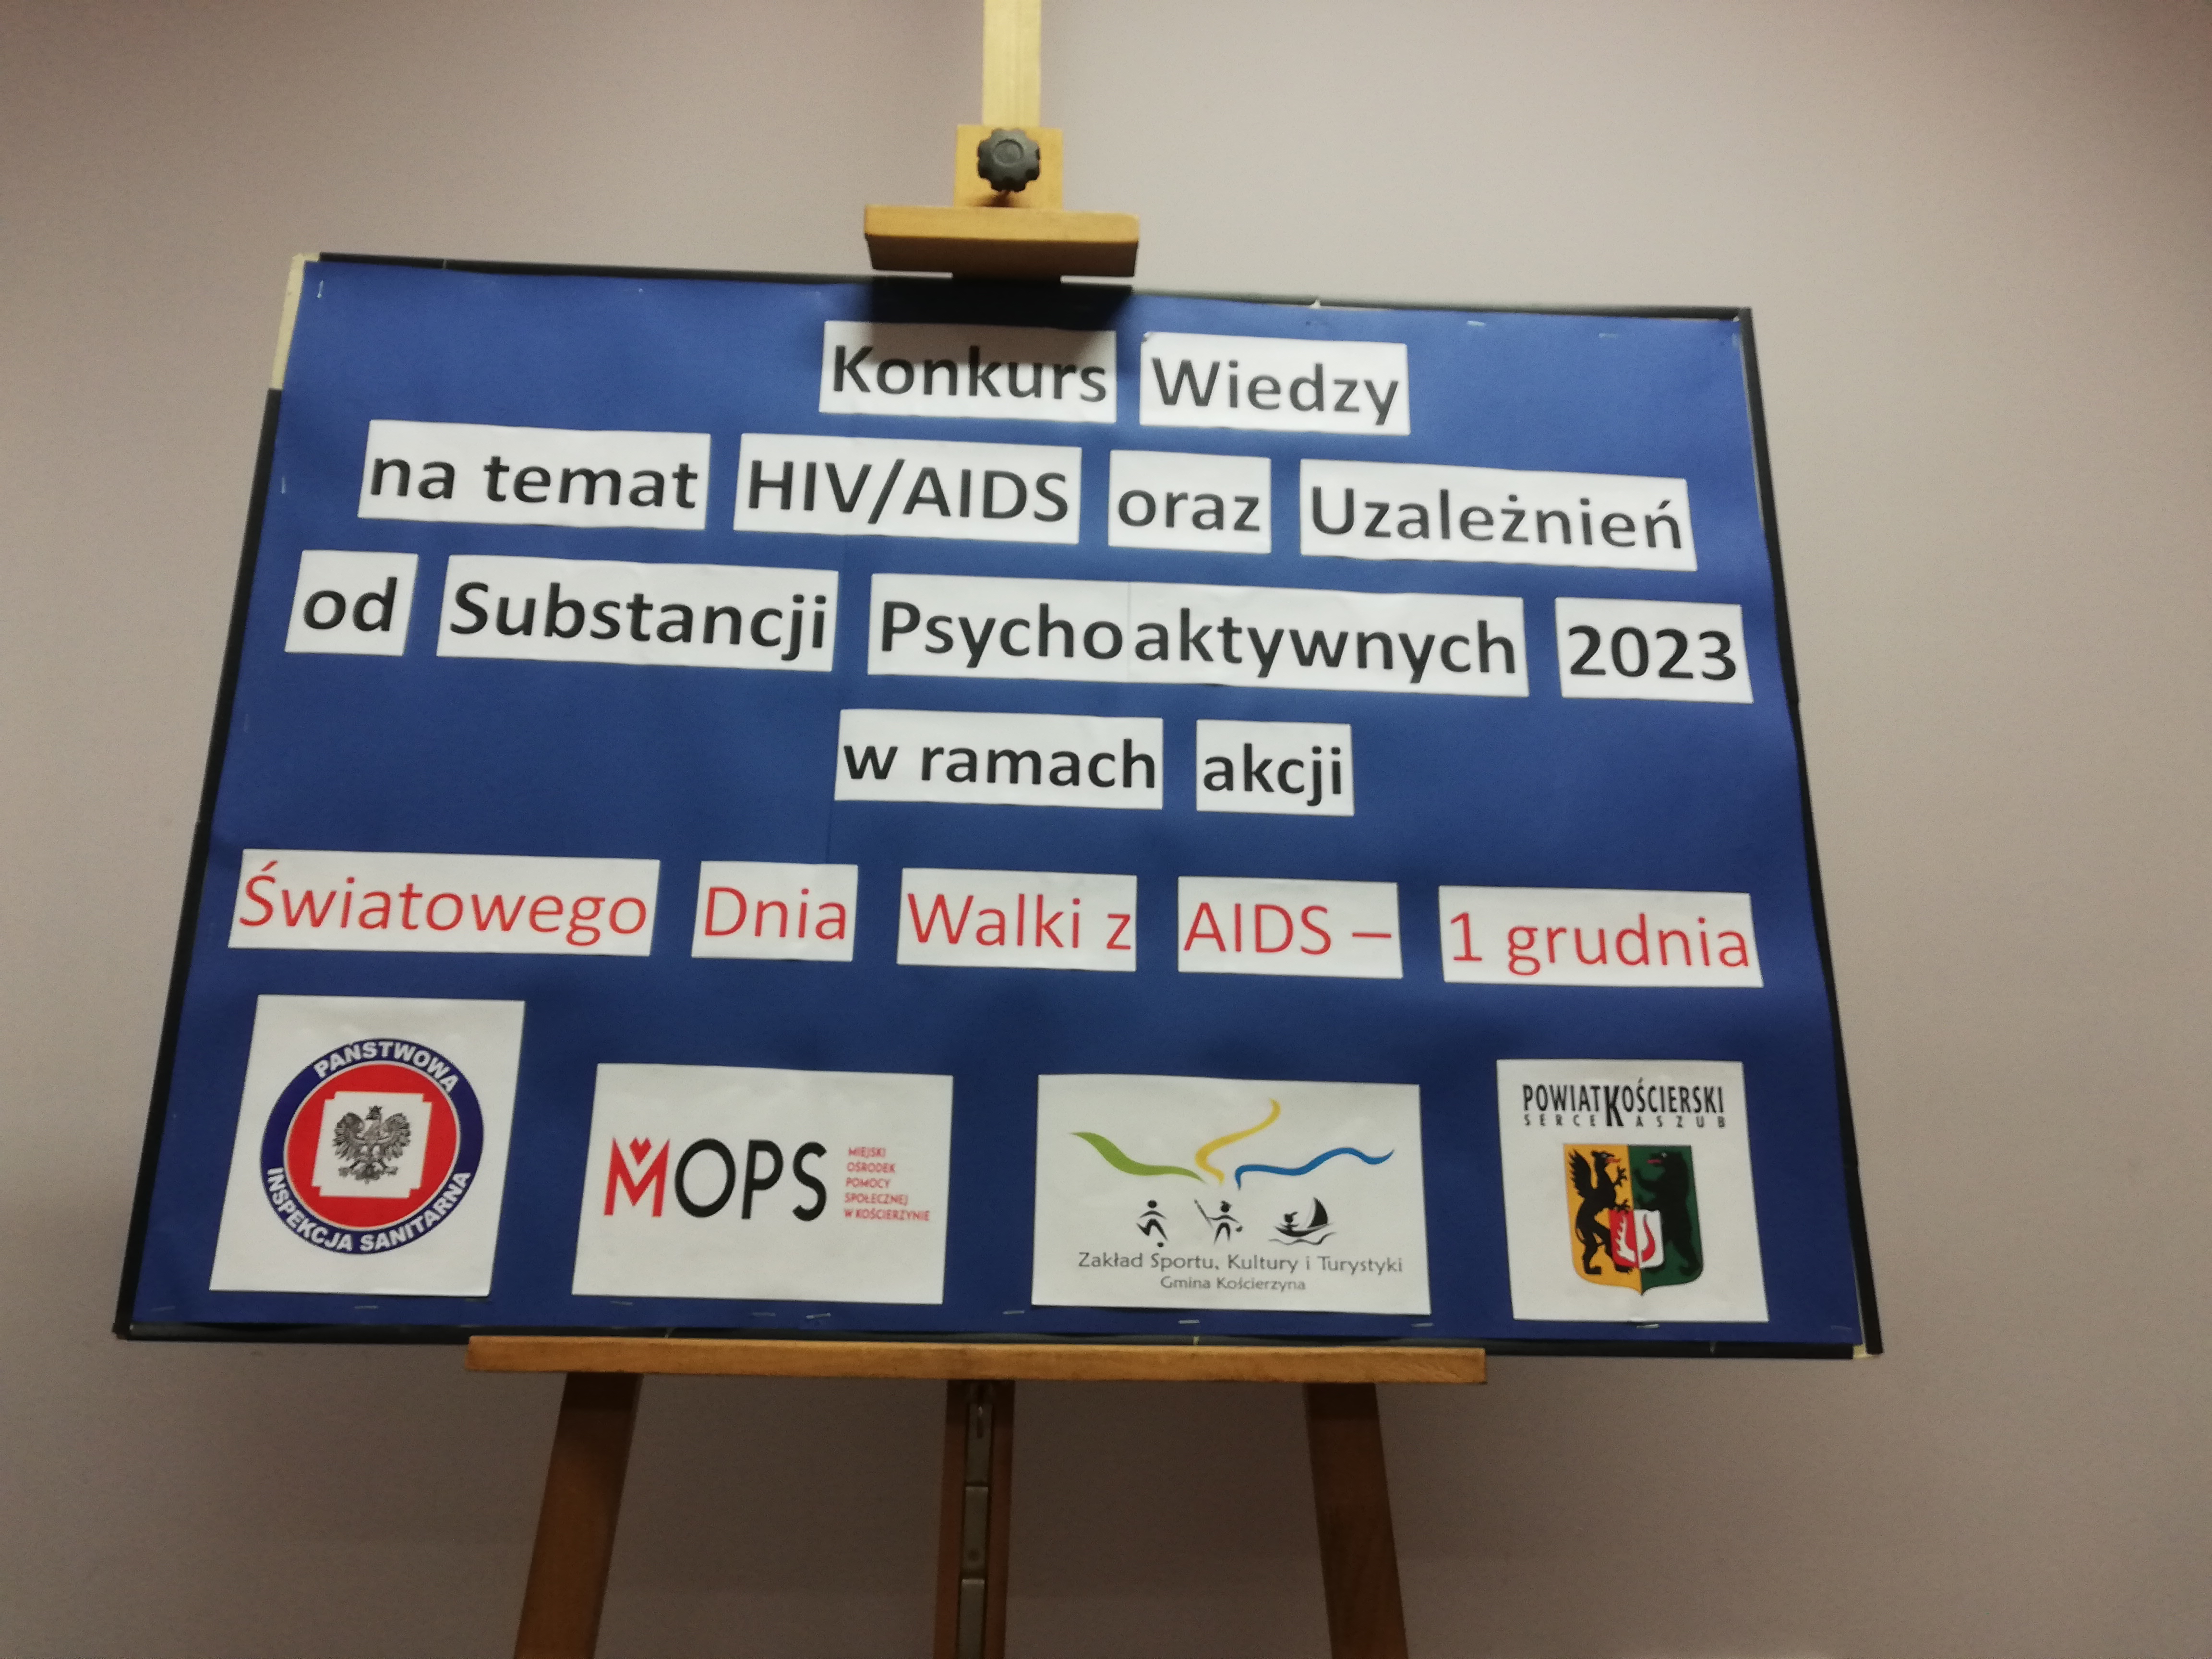 Konkurs Wiedzy
na temat HIV/AIDS oraz Uzależnień
od Substancji Psychoaktywnych 2023
w ramach akcji
Światowego Dnia Walki z AIDS – 1 grudnia
PAŃSTWOWA
INSPEKCJA SANITARNA
MOPS
MIEJSKI
OŚRODEK
POMOCY
SPOŁECZNEJ
W KOŚCIERZYNIE
Zakład Sportu, Kultury i Turystyki
Gmina Kościerzyna
POWIAT KOŚCIERSKI
SERCE KASZUB